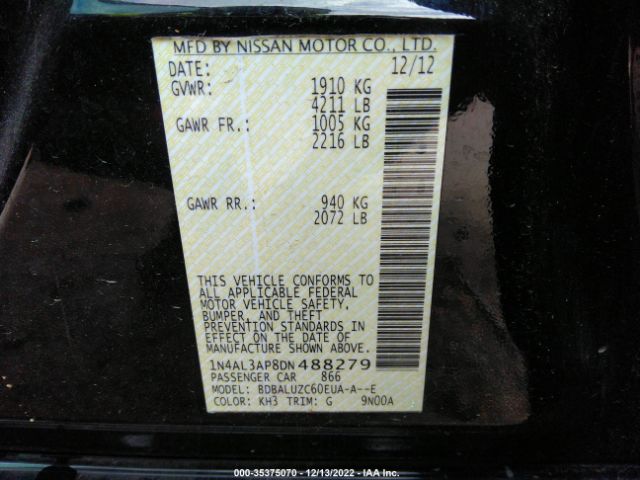 MFD BY NISSAN MOTOR CO., LTD.
DATE: 12/12
GVWR: 1910 KG
4211 LB
GAWR FR.: 1005 KG
2216 LB
GAWR RR.: 940 KG
2072 LB
THIS VEHICLE CONFORMS TO
ALL APPLICABLE FEDERAL
MOTOR VEHICLE SAFETY,
BUMPER, AND THEFT
PREVENTION STANDARDS IN
EFFECT ON THE DATE OF
MANUFACTURE SHOWN ABOVE.
1N4AL3AP8DN488279
PASSENGER CAR 866
MODEL: BDBALUZC60EUA-A--E
COLOR: KH3 TRIM: G 9N00A
000-35375070 - 12/13/2022 - IAA Inc.